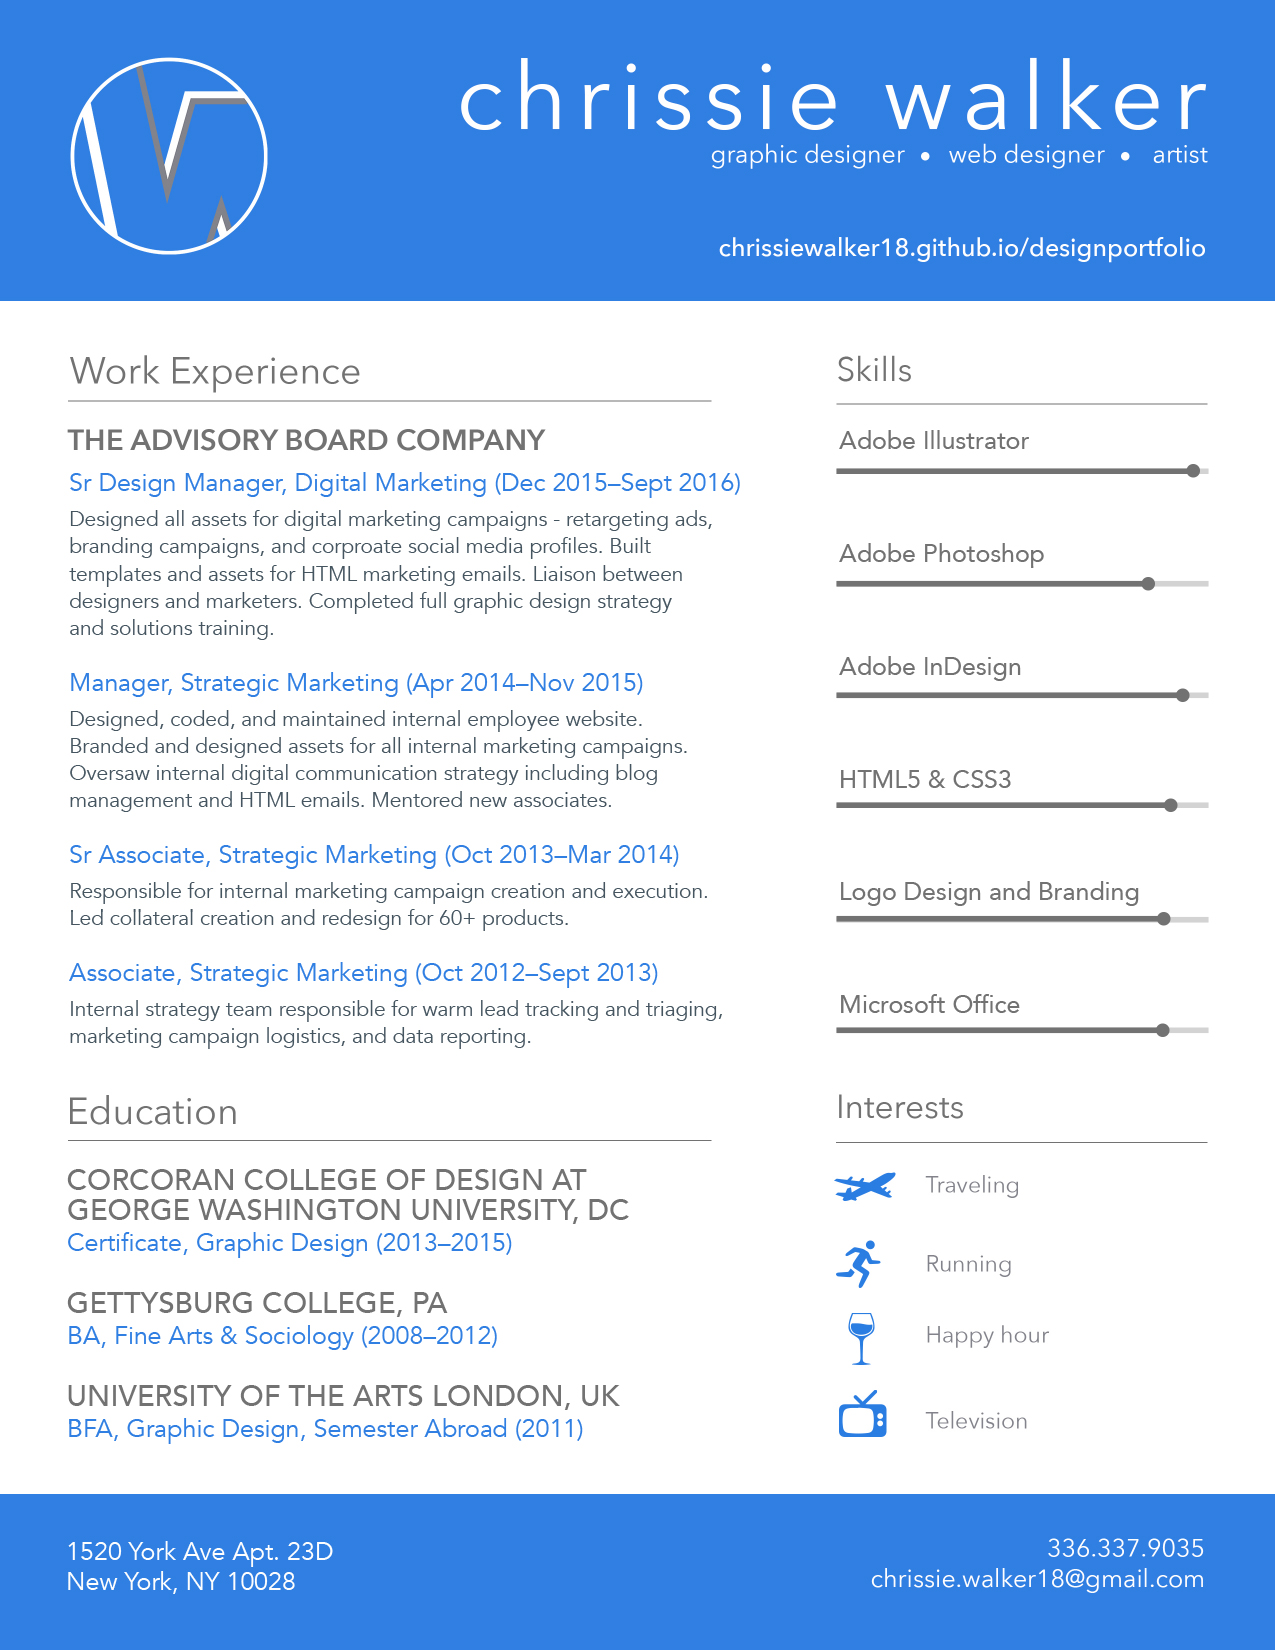 chrissie walker
graphic designer • web designer • artist
chrissiewalker18.github.io/designportfolio
Work Experience
THE ADVISORY BOARD COMPANY
Sr Design Manager, Digital Marketing (Dec 2015–Sept 2016)
Designed all assets for digital marketing campaigns - retargeting ads,
branding campaigns, and corproate social media profiles. Built
templates and assets for HTML marketing emails. Liaison between
designers and marketers. Completed full graphic design strategy
and solutions training.
Manager, Strategic Marketing (Apr 2014–Nov 2015)
Designed, coded, and maintained internal employee website.
Branded and designed assets for all internal marketing campaigns.
Oversaw internal digital communication strategy including blog
management and HTML emails. Mentored new associates.
Sr Associate, Strategic Marketing (Oct 2013–Mar 2014)
Responsible for internal marketing campaign creation and execution.
Led collateral creation and redesign for 60+ products.
Associate, Strategic Marketing (Oct 2012–Sept 2013)
Internal strategy team responsible for warm lead tracking and triaging,
marketing campaign logistics, and data reporting.
Education
CORCORAN COLLEGE OF DESIGN AT
GEORGE WASHINGTON UNIVERSITY, DC
Certificate, Graphic Design (2013–2015)
GETTYSBURG COLLEGE, PA
BA, Fine Arts & Sociology (2008–2012)
UNIVERSITY OF THE ARTS LONDON, UK
BFA, Graphic Design, Semester Abroad (2011)
Skills
Adobe Illustrator
Adobe Photoshop
Adobe InDesign
HTML5 & CSS3
Logo Design and Branding
Microsoft Office
Interests
Traveling
Running
Happy hour
Television
1520 York Ave Apt. 23D
New York, NY 10028
336.337.9035
chrissie.walker18@gmail.com